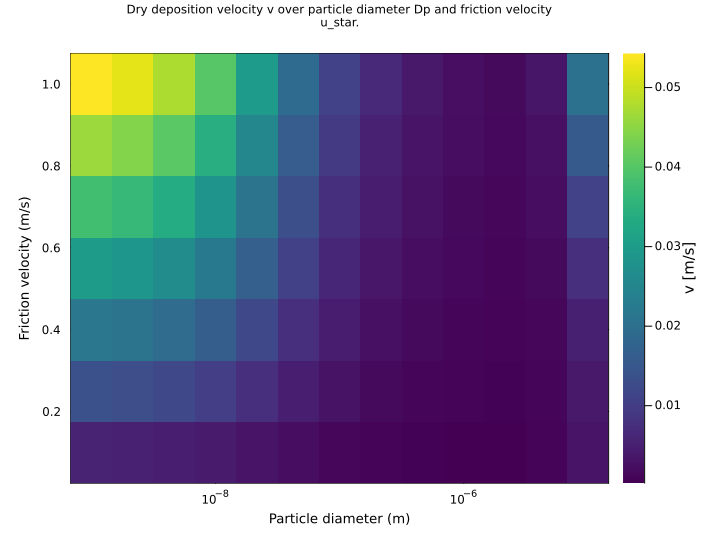 Dry deposition velocity v over particle diameter Dp and friction velocity
u_star.
1.0
0.8
0.6
0.4
0.2
Friction velocity (m/s)
10⁻⁸
10⁻⁶
Particle diameter (m)
0.05
0.04
0.03
0.02
0.01
v [m/s]